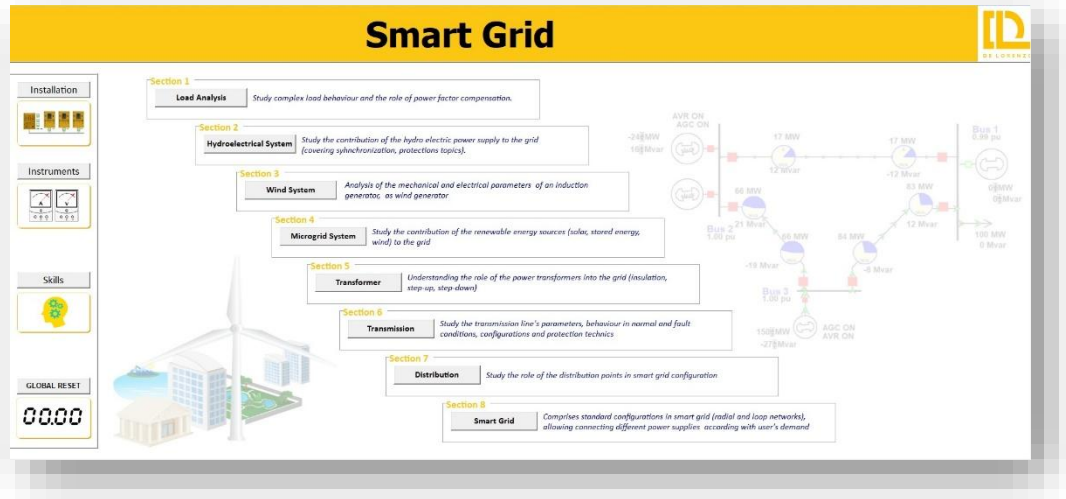 Smart Grid
DE LORENZO
Installation
Instruments
A
V
Skills
GLOBAL RESET
00.00
Section 1
Load Analysis
Study complex load behaviour and the role of power factor compensation.
Section 2
Hydroelectrical System
Study the contribution of the hydro electric power supply to the grid
(covering syhnchronization, protections topics).
Section 3
Wind System
Analysis of the mechanical and electrical parameters of an induction
generator, as wind generator
Section 4
Microgrid System
Study the contribution of the renewable energy sources (solar, stored energy,
wind) to the grid
Section 5
Transformer
Understanding the role of the power transformers into the grid (insulation,
step-up, step-down)
Section 6
Transmission
Study the transmission line's parameters, behaviour in normal and fault
conditions, configurations and protection technics
Section 7
Distribution
Study the role of the distribution points in smart grid configuration
Section 8
Smart Grid
Comprises standard configurations in smart grid (radial and loop networks),
allowing connecting different power supplies according with user's demand
AVR ON
AGC ON
17 MW
12 Mvar
17 MW
-12 Mvar
Bus 1
0.99 pu
66 MW
21 Mvar
83 MW
12 Mvar
Bus 2
1.00 pu
66 MW
-19 Mvar
64 MW
100 MW
0 Mvar
Bus 3
1.00 pu
AGC ON
AVR ON